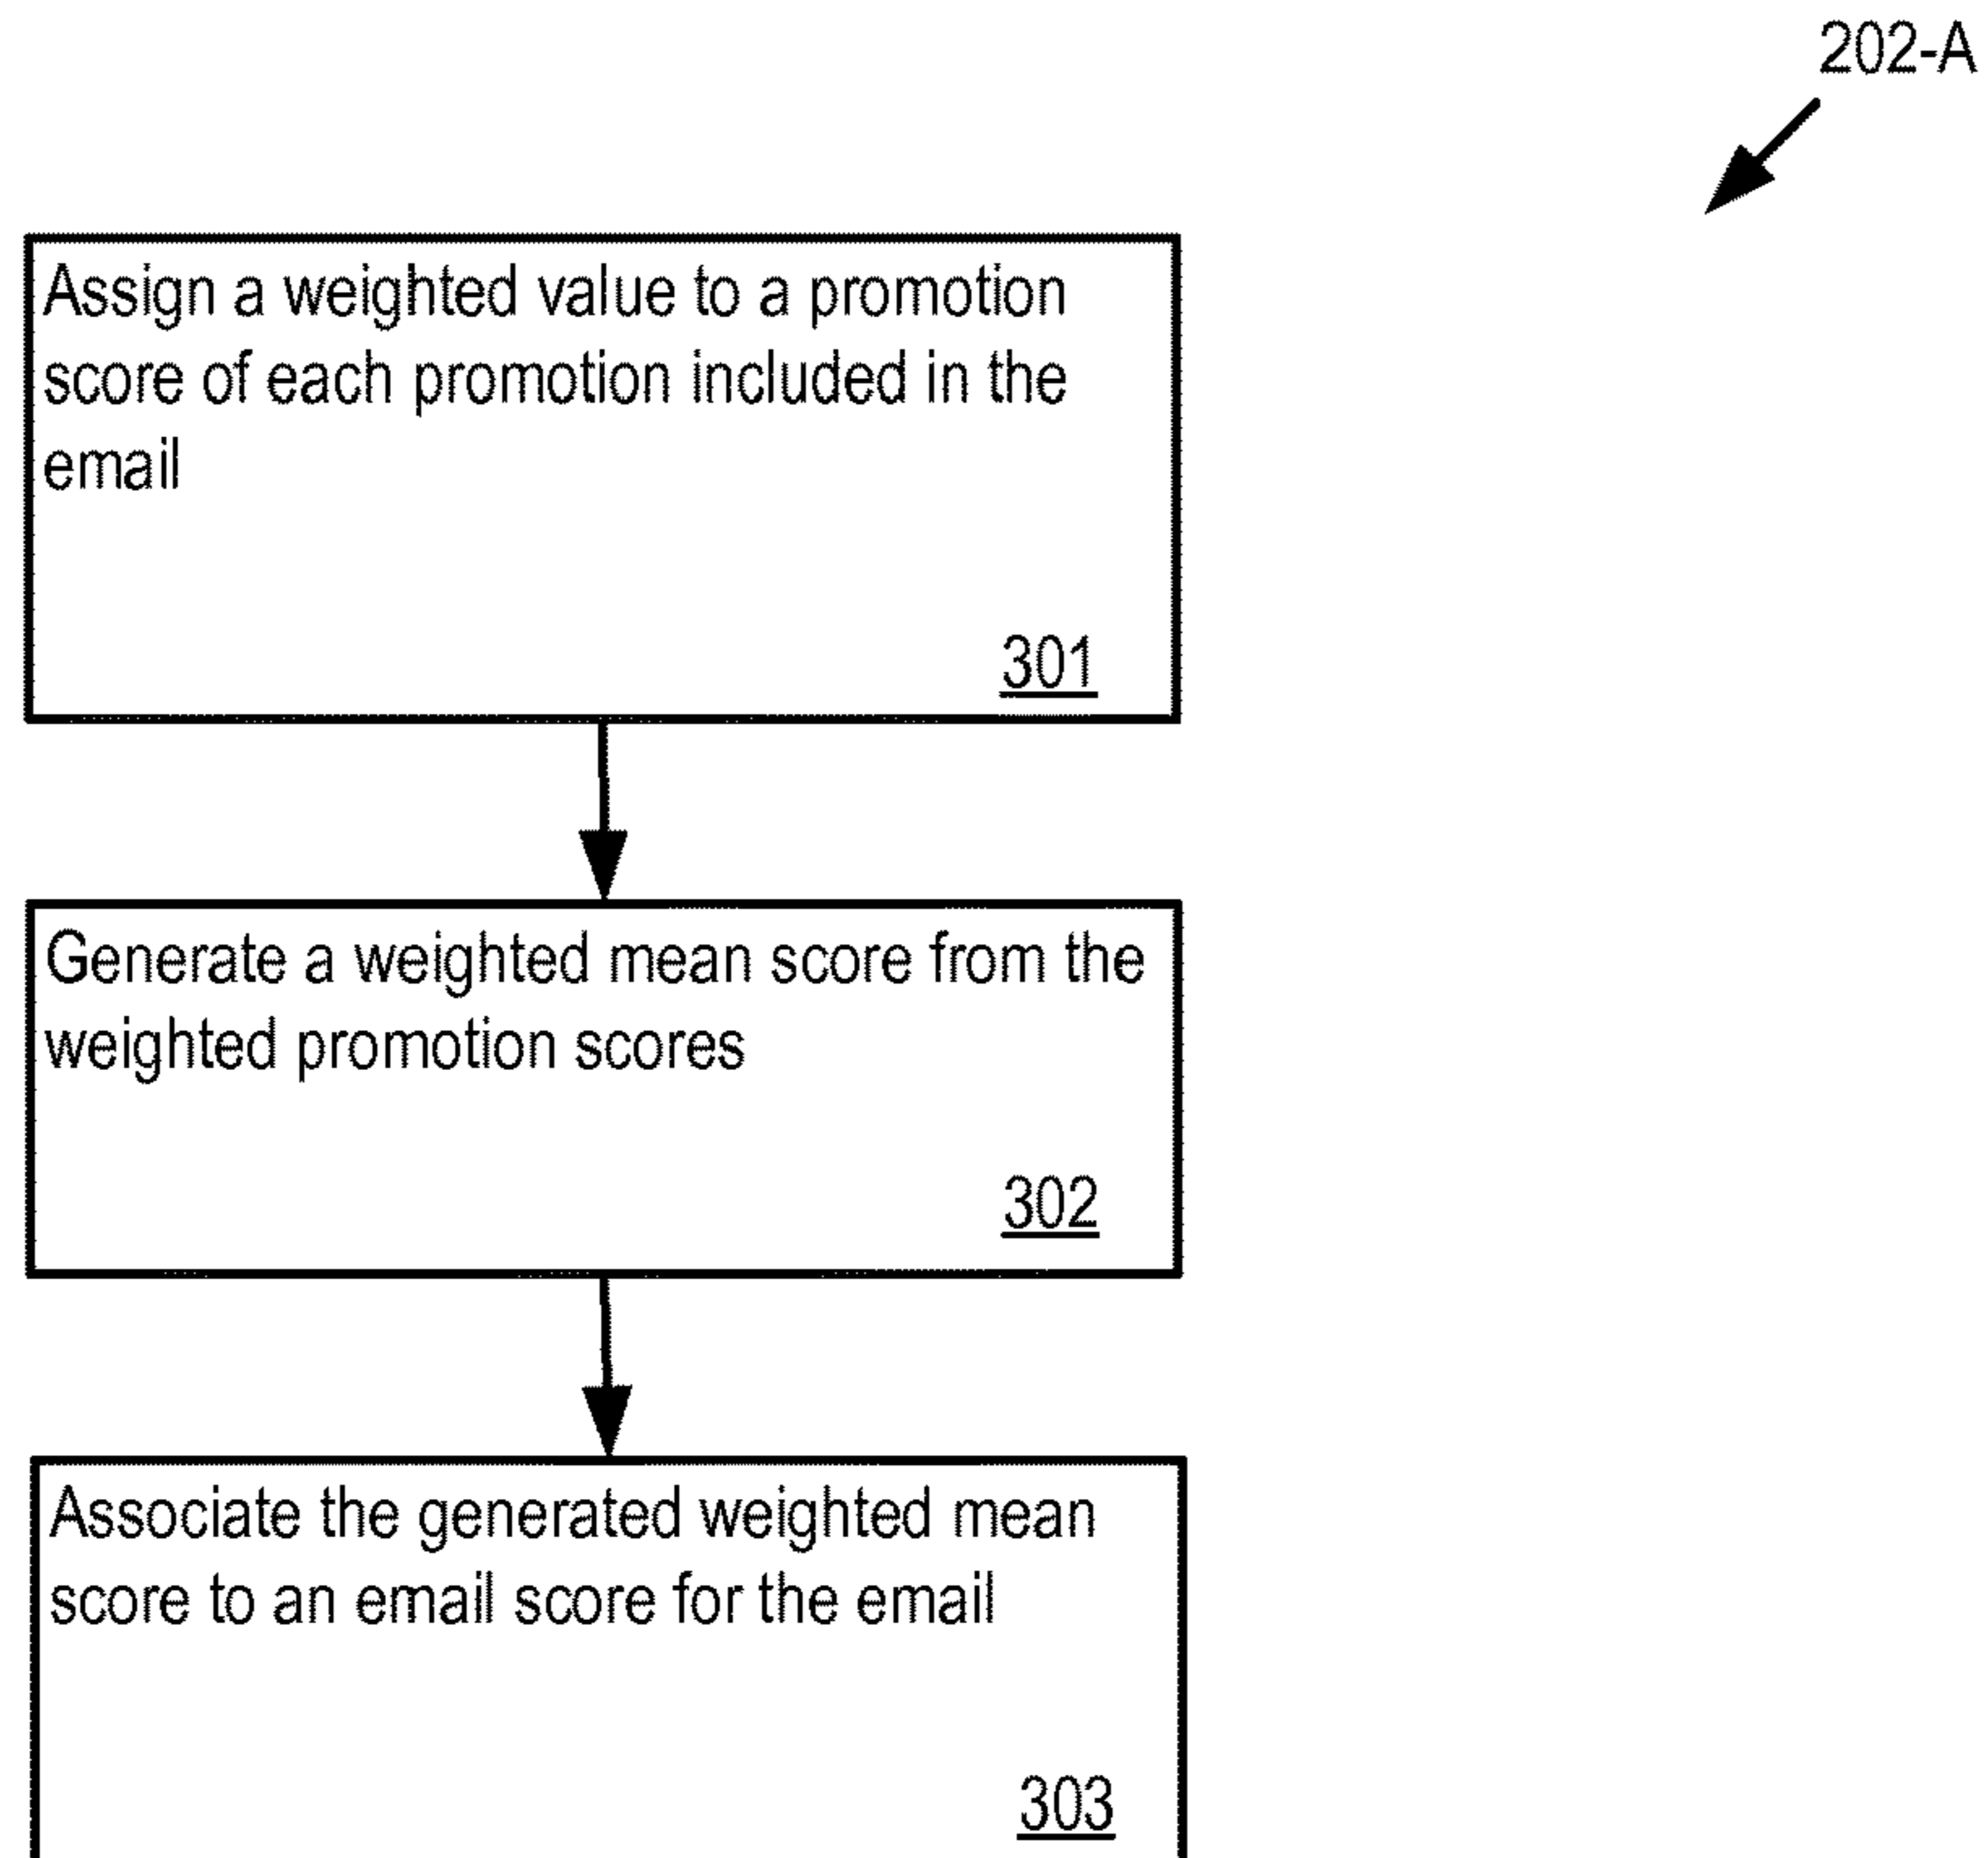 202-A
Assign a weighted value to a promotion
score of each promotion included in the
email
301
Generate a weighted mean score from the
weighted promotion scores
302
Associate the generated weighted mean
score to an email score for the email
303